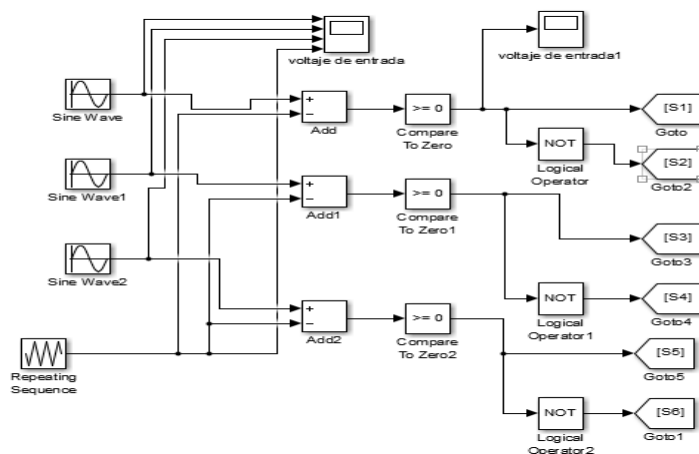 voltaje de entrada
voltaje de entrada1
Sine Wave
+
−
Add
>= 0
Compare
To Zero
[S1]
Goto
NOT
Logical
Operator
[S2]
Goto2
Sine Wave1
+
−
Add1
>= 0
Compare
To Zero1
[S3]
Goto3
Sine Wave2
NOT
Logical
Operator1
[S4]
Goto4
+
−
Add2
>= 0
Compare
To Zero2
[S5]
Goto5
Repeating
Sequence
NOT
Logical
Operator2
[S6]
Goto1